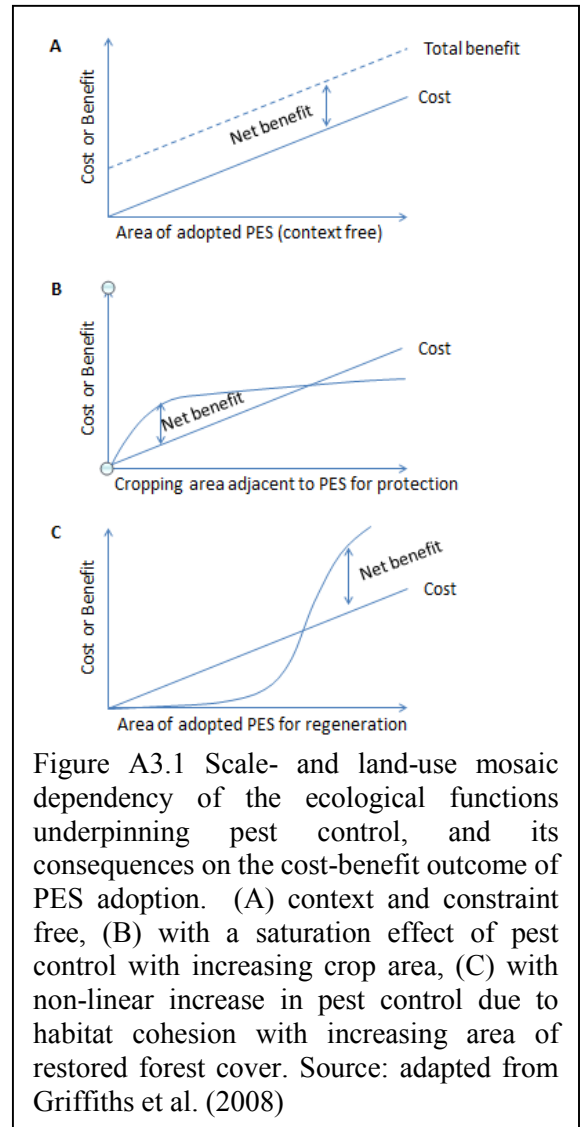 A
Total benefit
Cost
Net benefit
Cost or Benefit
Area of adopted PES (context free)
B
Cost
Net benefit
Cost or Benefit
Cropping area adjacent to PES for protection
C
Net benefit
Cost
Cost or Benefit
Area of adopted PES for regeneration
Figure A3.1 Scale- and land-use mosaic
dependency of the ecological functions
underpinning pest control, and its
consequences on the cost-benefit outcome of
PES adoption. (A) context and constraint
free, (B) with a saturation effect of pest
control with increasing crop area, (C) with
non-linear increase in pest control due to
habitat cohesion with increasing area of
restored forest cover. Source: adapted from
Griffiths et al. (2008)